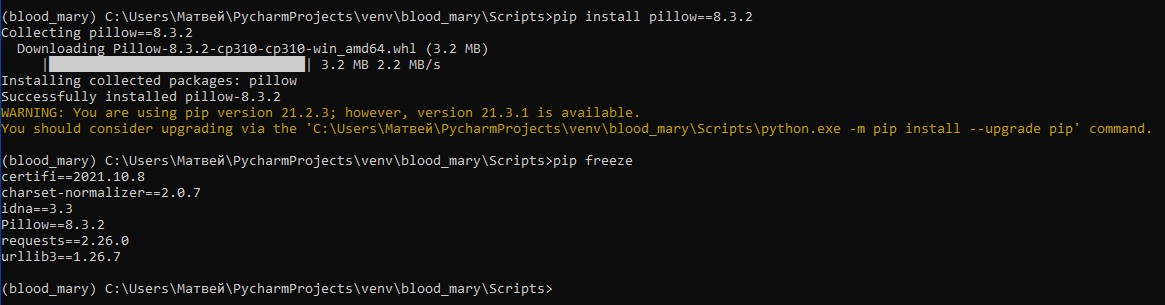 (blood_mary) C:\Users\Матвей\PycharmProjects\venv\blood_mary\Scripts>pip install pillow==8.3.2
Collecting pillow==8.3.2
Downloading Pillow-8.3.2-cp310-cp310-win_amd64.whl (3.2 MB)
|████████████████████████████████| 3.2 MB 2.2 MB/s
Installing collected packages: pillow
Successfully installed pillow-8.3.2
WARNING: You are using pip version 21.2.3; however, version 21.3.1 is available.
You should consider upgrading via the 'C:\Users\Матвей\PycharmProjects\venv\blood_mary\Scripts\python.exe -m pip install --upgrade pip' command.
(blood_mary) C:\Users\Матвей\PycharmProjects\venv\blood_mary\Scripts>pip freeze
certifi==2021.10.8
charset-normalizer==2.0.7
idna==3.3
Pillow==8.3.2
requests==2.26.0
urllib3==1.26.7
(blood_mary) C:\Users\Матвей\PycharmProjects\venv\blood_mary\Scripts>